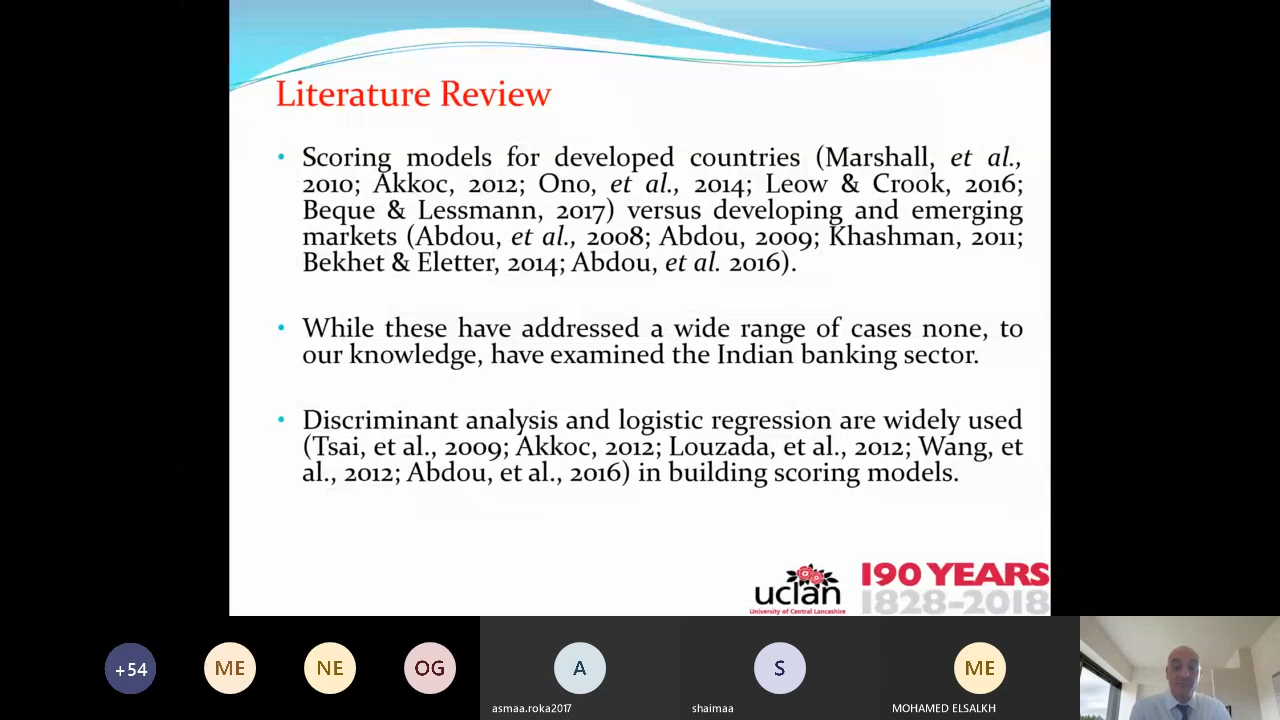 Literature Review
• Scoring models for developed countries (Marshall, et al.,
2010; Akkoc, 2012; Ono, et al., 2014; Leow & Crook, 2016;
Beque & Lessmann, 2017) versus developing and emerging
markets (Abdou, et al., 2008; Abdou, 2009; Khashman, 2011;
Bekhet & Eletter, 2014; Abdou, et al. 2016).
• While these have addressed a wide range of cases none, to
our knowledge, have examined the Indian banking sector.
• Discriminant analysis and logistic regression are widely used
(Tsai, et al., 2009; Akkoc, 2012; Louzada, et al., 2012; Wang, et
al., 2012; Abdou, et al., 2016) in building scoring models.
uclan
University of Central Lancashire
190 YEARS
1828-2018
+54
ME
NE
OG
A
S
ME
asmaa.roka2017
shaimaa
MOHAMED ELSALKH